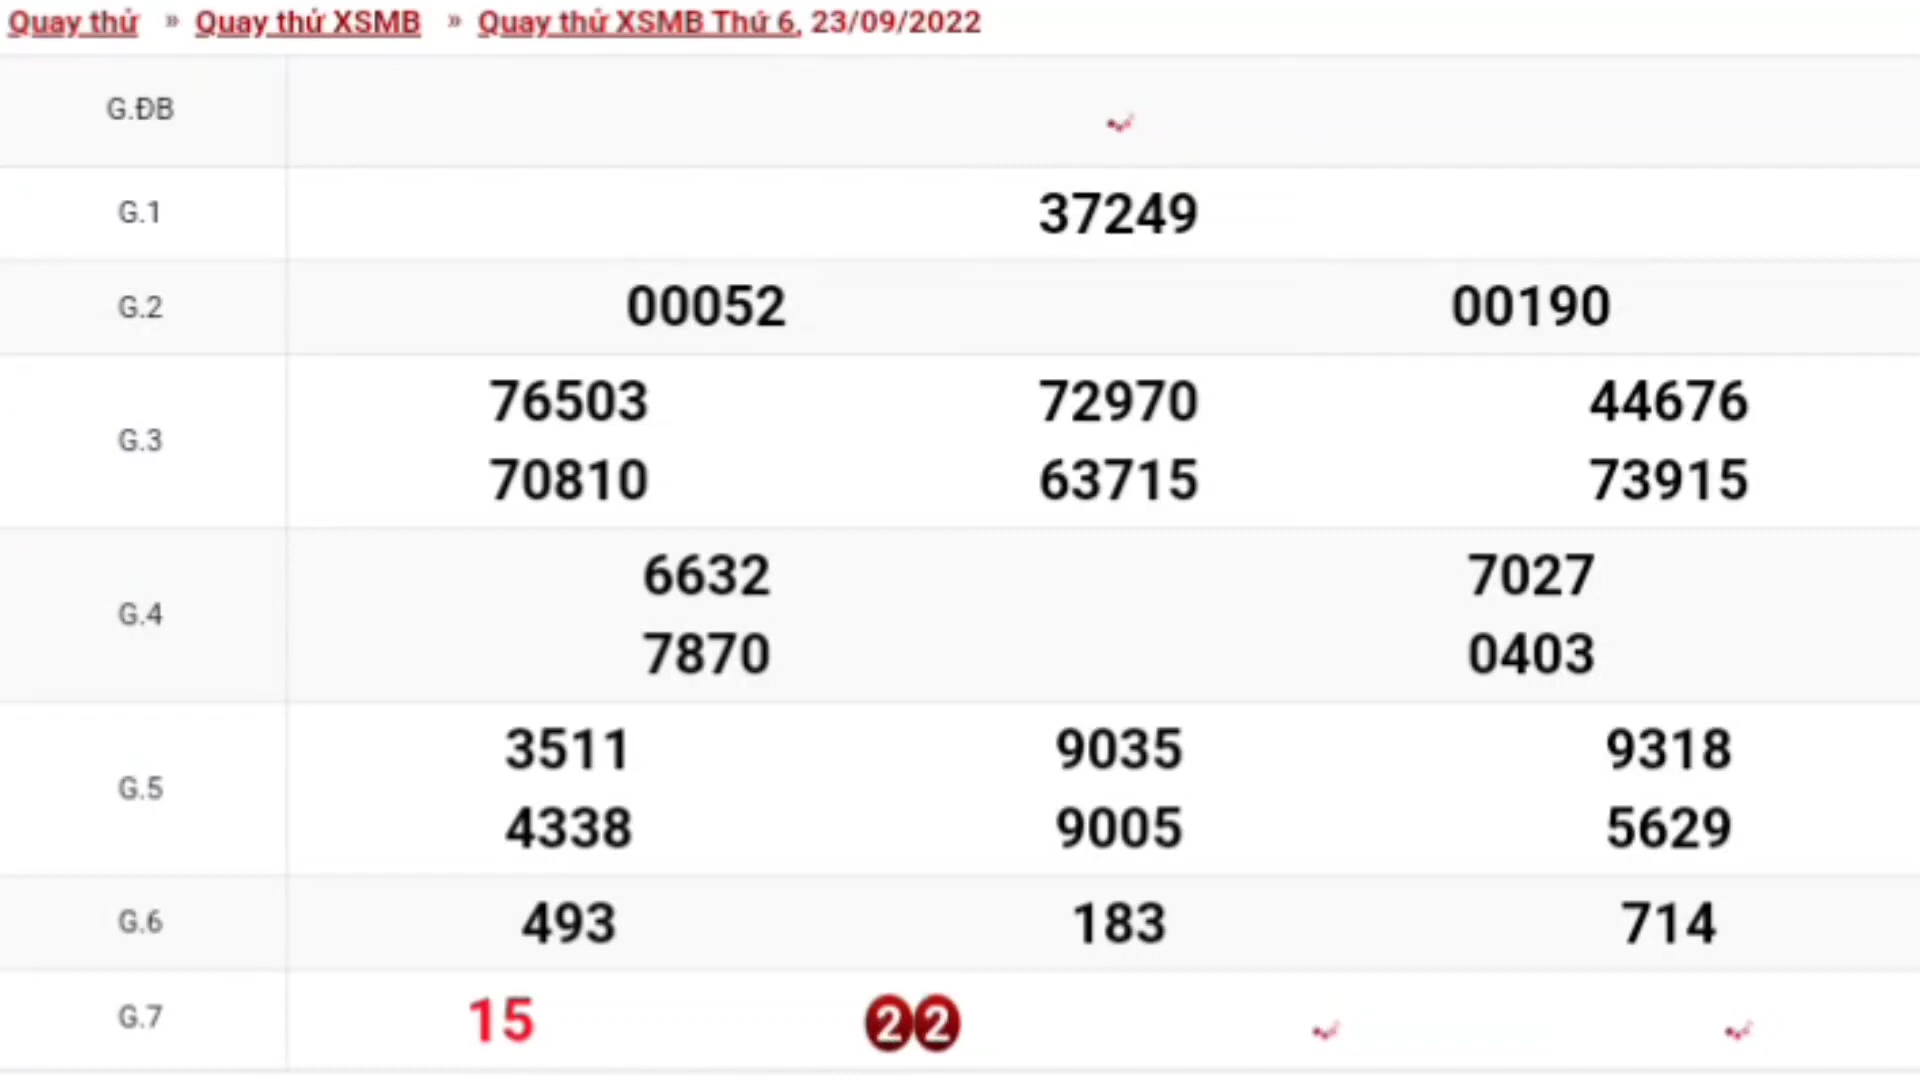 Quay thử » Quay thử XSMB » Quay thử XSMB Thứ 6, 23/09/2022
G.ĐB
G.1 37249
G.2 00052 00190
G.3 76503 72970 44676
70810 63715 73915
G.4 6632 7027
7870 0403
G.5 3511 9035 9318
4338 9005 5629
G.6 493 183 714
G.7 15 22